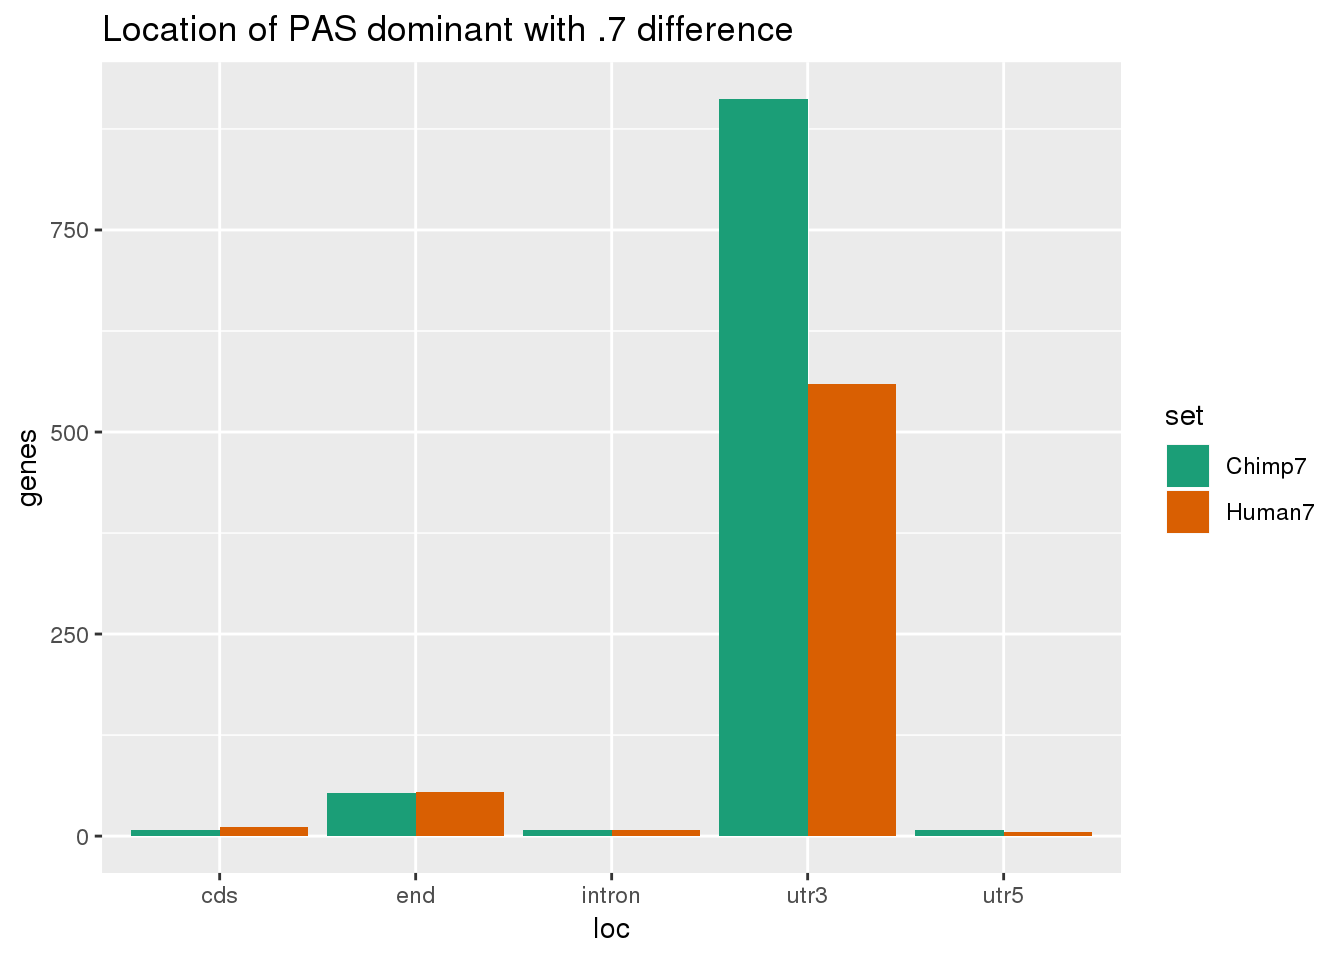 Location of PAS dominant with .7 difference
genes
750
500
250
0
cds end intron utr3 utr5
loc
set
Chimp7
Human7